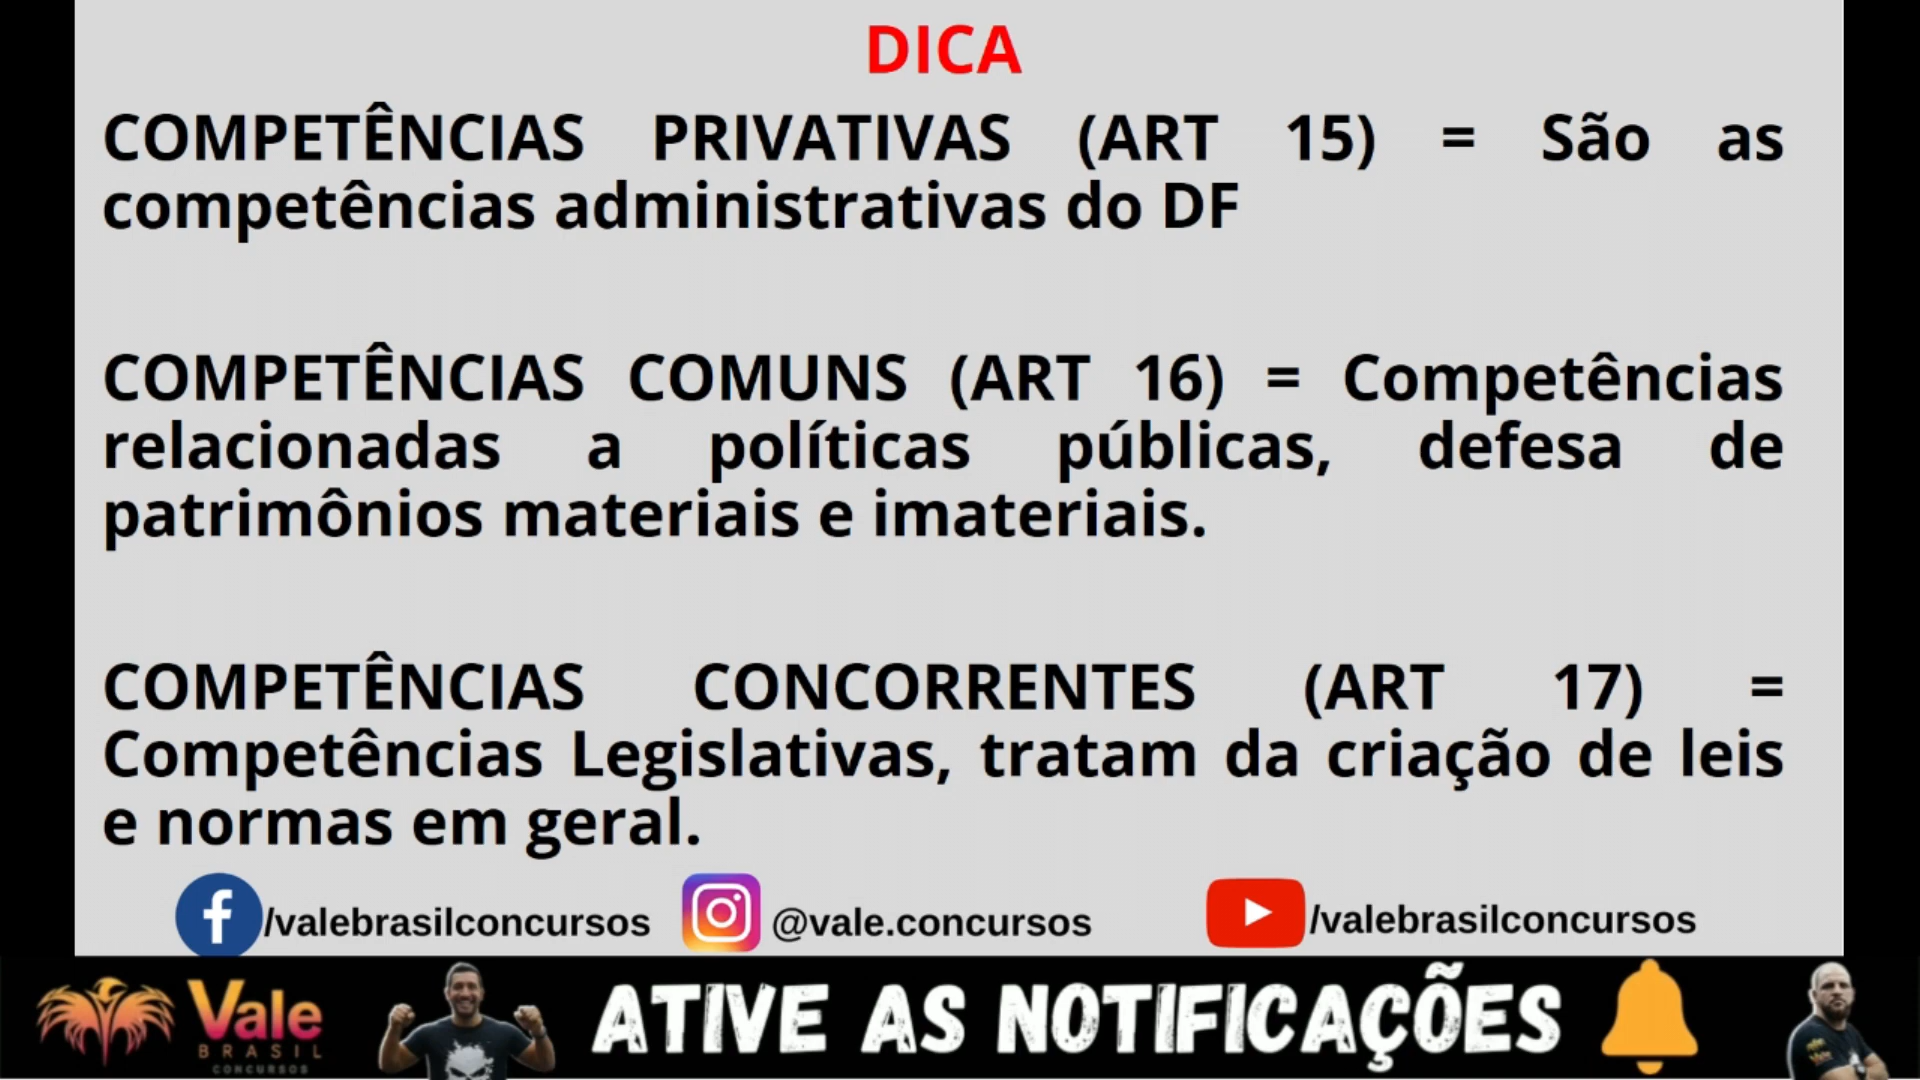 DICA
COMPETÊNCIAS PRIVATIVAS (ART 15) = São as
competências administrativas do DF
COMPETÊNCIAS COMUNS (ART 16) = Competências
relacionadas a políticas públicas, defesa de
patrimônios materiais e imateriais.
COMPETÊNCIAS CONCORRENTES (ART 17) =
Competências Legislativas, tratam da criação de leis
e normas em geral.
/valebrasilconcursos @vale.concursos /valebrasilconcursos
Vale
BRASIL
CONCURSOS
ATIVE AS NOTIFICAÇÕES